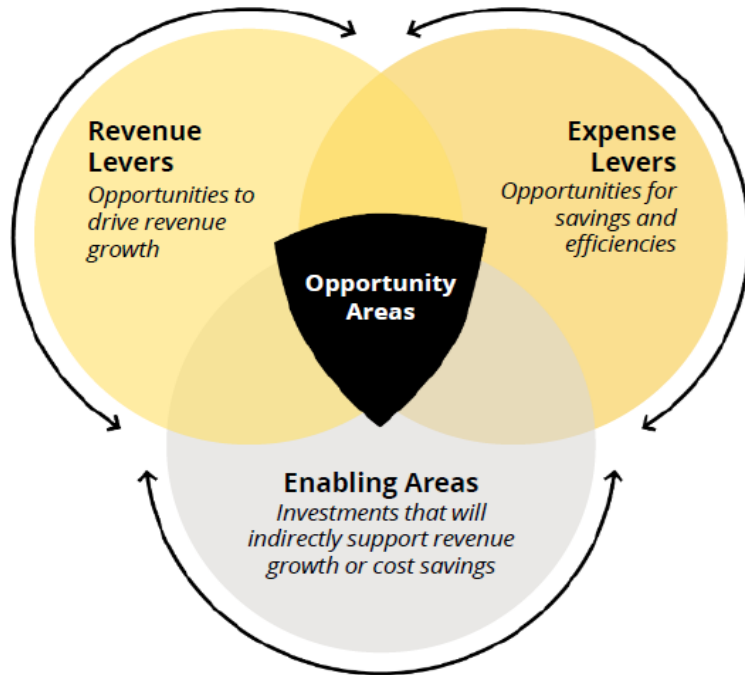 Revenue
Levers
Opportunities to
drive revenue
growth
Expense
Levers
Opportunities for
savings and
efficiencies
Opportunity
Areas
Enabling Areas
Investments that will
indirectly support revenue
growth or cost savings